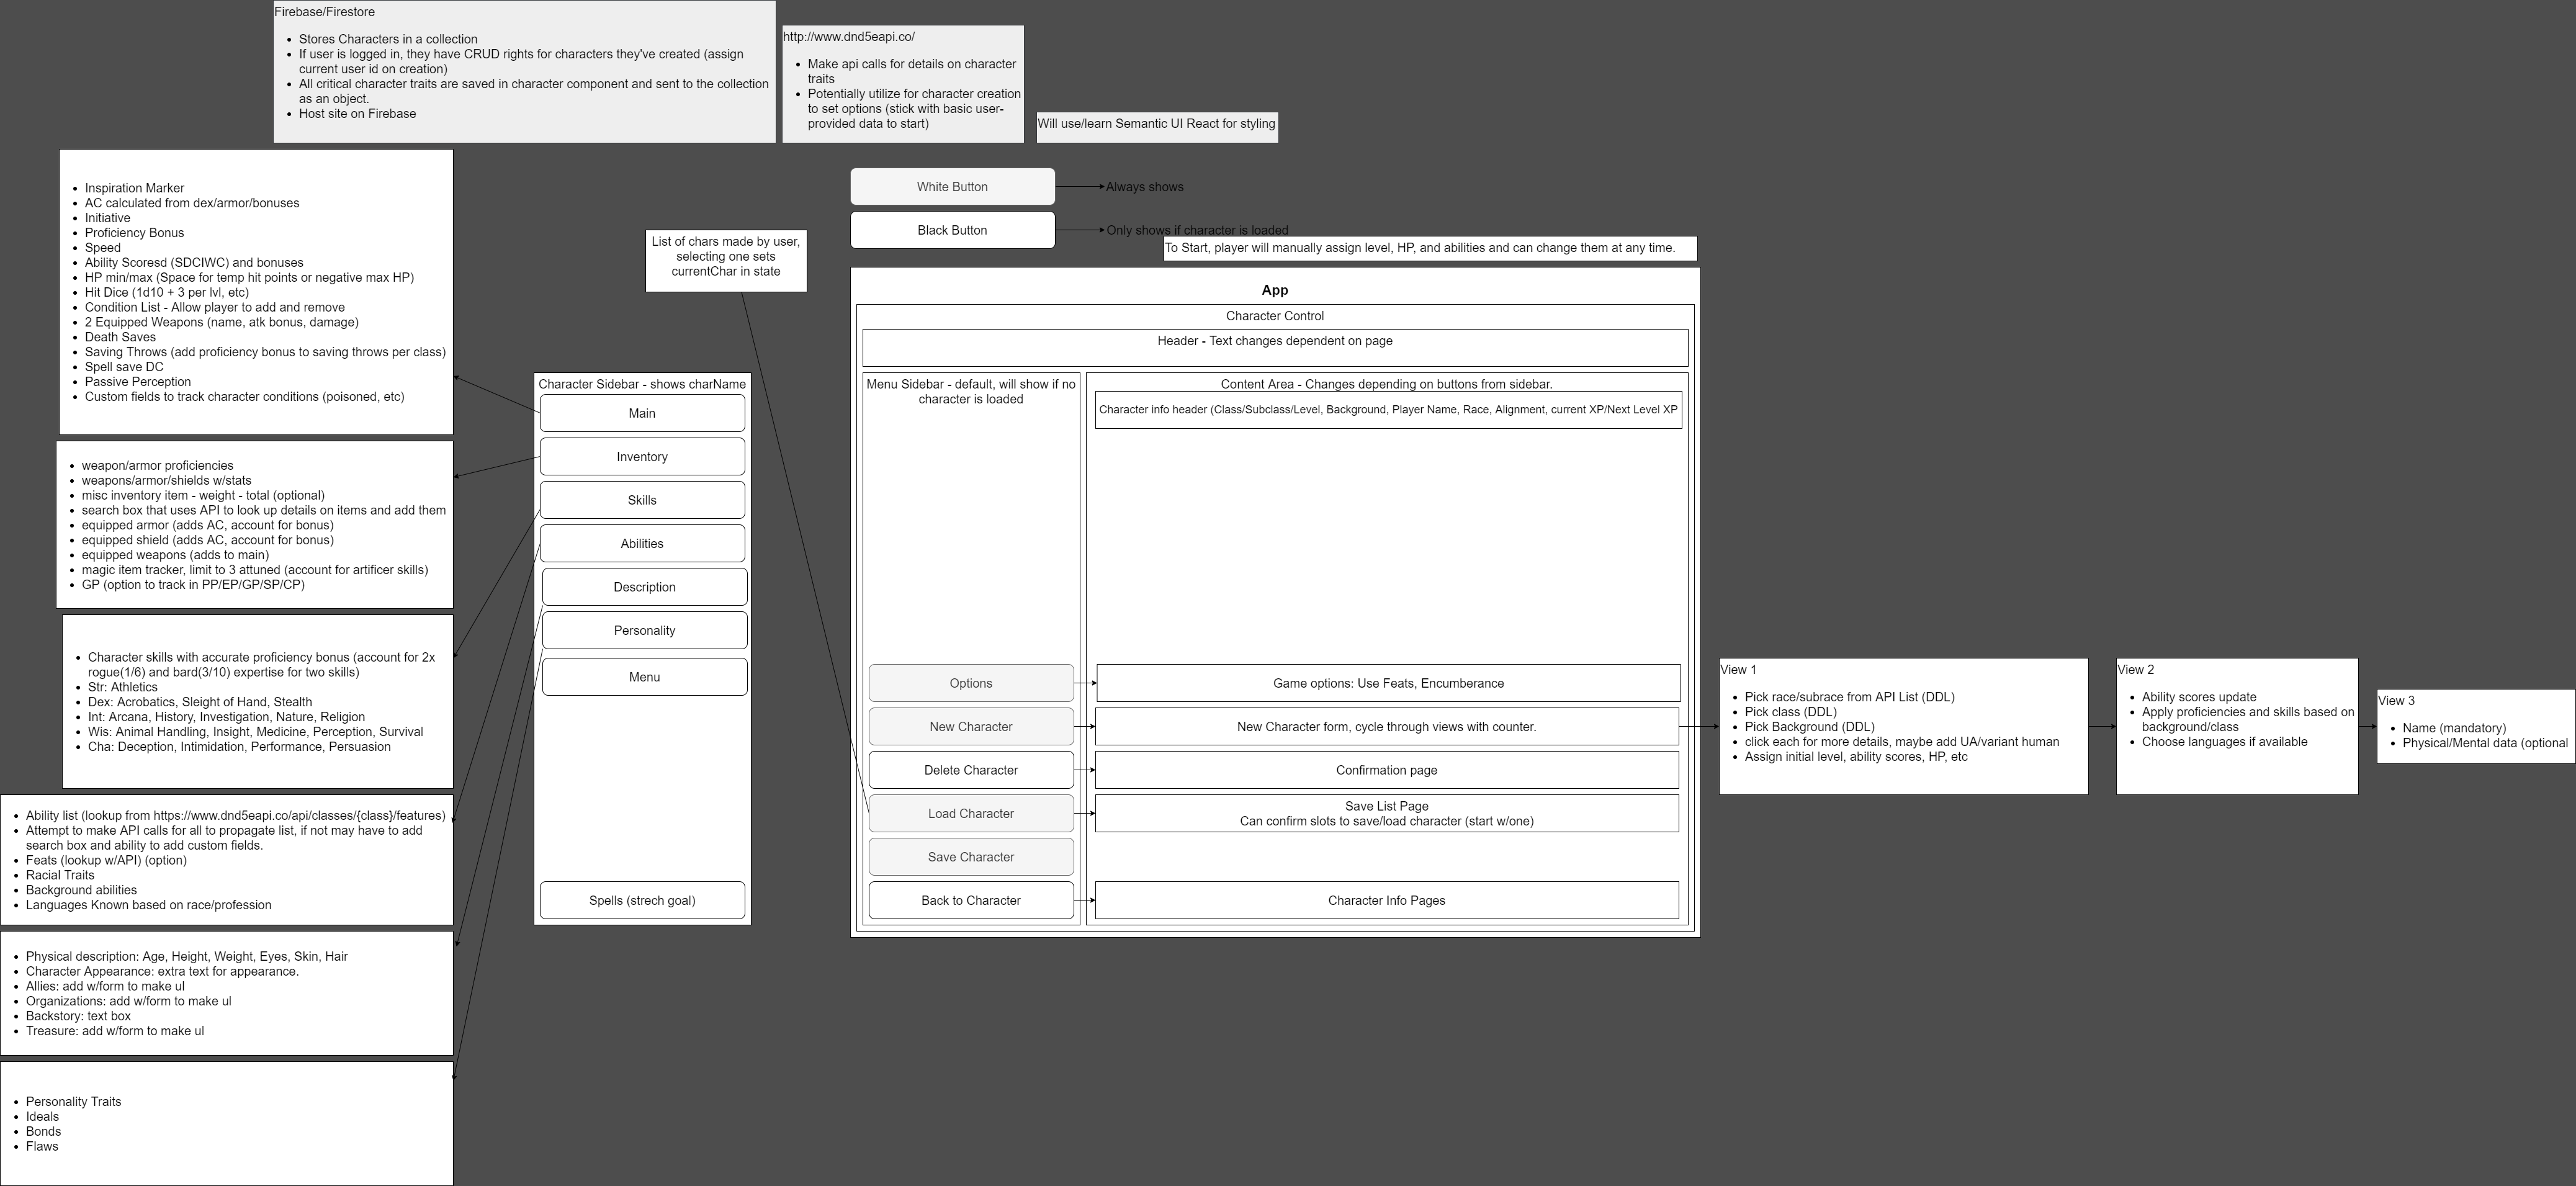 Firebase/Firestore
Stores Characters in a collection
If user is logged in, they have CRUD rights for characters they've created (assign
current user id on creation)
All critical character traits are saved in character component and sent to the collection
as an object.
Host site on Firebase
http://www.dnd5eapi.co/
Make api calls for details on character
traits
Potentially utilize for character creation
to set options (stick with basic user-
provided data to start)
Will use/learn Semantic UI React for styling
Inspiration Marker
AC calculated from dex/armor/bonuses
Initiative
Proficiency Bonus
Speed
Ability Scoresd (SDCIWC) and bonuses
HP min/max (Space for temp hit points or negative max HP)
Hit Dice (1d10 + 3 per lvl, etc)
Condition List - Allow player to add and remove
2 Equipped Weapons (name, atk bonus, damage)
Death Saves
Saving Throws (add proficiency bonus to saving throws per class)
Spell save DC
Passive Perception
Custom fields to track character conditions (poisoned, etc)
weapon/armor proficiencies
weapons/armor/shields w/stats
misc inventory item - weight - total (optional)
search box that uses API to look up details on items and add them
equipped armor (adds AC, account for bonus)
equipped shield (adds AC, account for bonus)
equipped weapons (adds to main)
magic item tracker, limit to 3 attuned (account for artificer skills)
GP (option to track in PP/EP/GP/SP/CP)
Character skills with accurate proficiency bonus (account for 2x
rogue(1/6) and bard(3/10) expertise for two skills)
Str: Athletics
Dex: Acrobatics, Sleight of Hand, Stealth
Int: Arcana, History, Investigation, Nature, Religion
Wis: Animal Handling, Insight, Medicine, Perception, Survival
Cha: Deception, Intimidation, Performance, Persuasion
Ability list (lookup from https://www.dnd5eapi.co/api/classes/{class}/features)
Attempt to make API calls for all to propagate list, if not may have to add
search box and ability to add custom fields.
Feats (lookup w/API) (option)
Racial Traits
Background abilities
Languages Known based on race/profession
Physical description: Age, Height, Weight, Eyes, Skin, Hair
Character Appearance: extra text for appearance.
Allies: add w/form to make ul
Organizations: add w/form to make ul
Backstory: text box
Treasure: add w/form to make ul
Personality Traits
Ideals
Bonds
Flaws
Character Sidebar - shows charName
Main
Inventory
Skills
Abilities
Description
Personality
Menu
Spells (strech goal)
List of chars made by user,
selecting one sets
currentChar in state
White Button
Always shows
Black Button
Only shows if character is loaded
To Start, player will manually assign level, HP, and abilities and can change them at any time.
App
Character Control
Header - Text changes dependent on page
Menu Sidebar - default, will show if no
character is loaded
Content Area - Changes depending on buttons from sidebar.
Character info header (Class/Subclass/Level, Background, Player Name, Race, Alignment, current XP/Next Level XP
Options
Game options: Use Feats, Encumberance
New Character
New Character form, cycle through views with counter.
Delete Character
Confirmation page
Load Character
Save List Page
Can confirm slots to save/load character (start w/one)
Save Character
Back to Character
Character Info Pages
View 1
Pick race/subrace from API List (DDL)
Pick class (DDL)
Pick Background (DDL)
click each for more details, maybe add UA/variant human
Assign initial level, ability scores, HP, etc
View 2
Ability scores update
Apply proficiencies and skills based on
background/class
Choose languages if available
View 3
Name (mandatory)
Physical/Mental data (optional